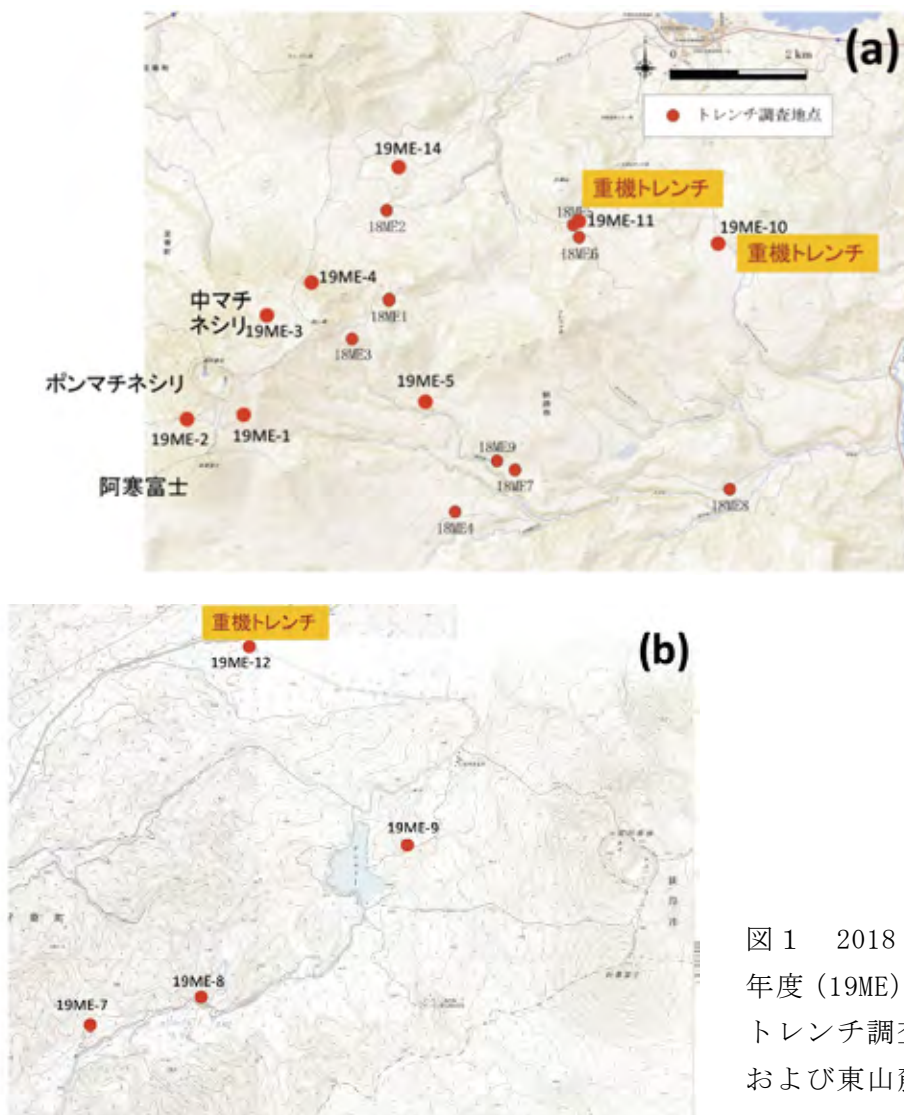 (a)
0 2 km
トレンチ調査地点
19ME-14
重機トレンチ
18ME2
19ME-11
18ME6
19ME-10
重機トレンチ
19ME-4
中マチ
ネシリ
19ME-3
18ME1
18ME3
ポンマチネシリ
19ME-5
19ME-2
19ME-1
阿寒富士
18ME9
18ME7
18ME4
18ME8
重機トレンチ
(b)
19ME-12
19ME-9
19ME-8
19ME-7
図1 2018
年度 (19ME)
トレンチ調査
および東山麓